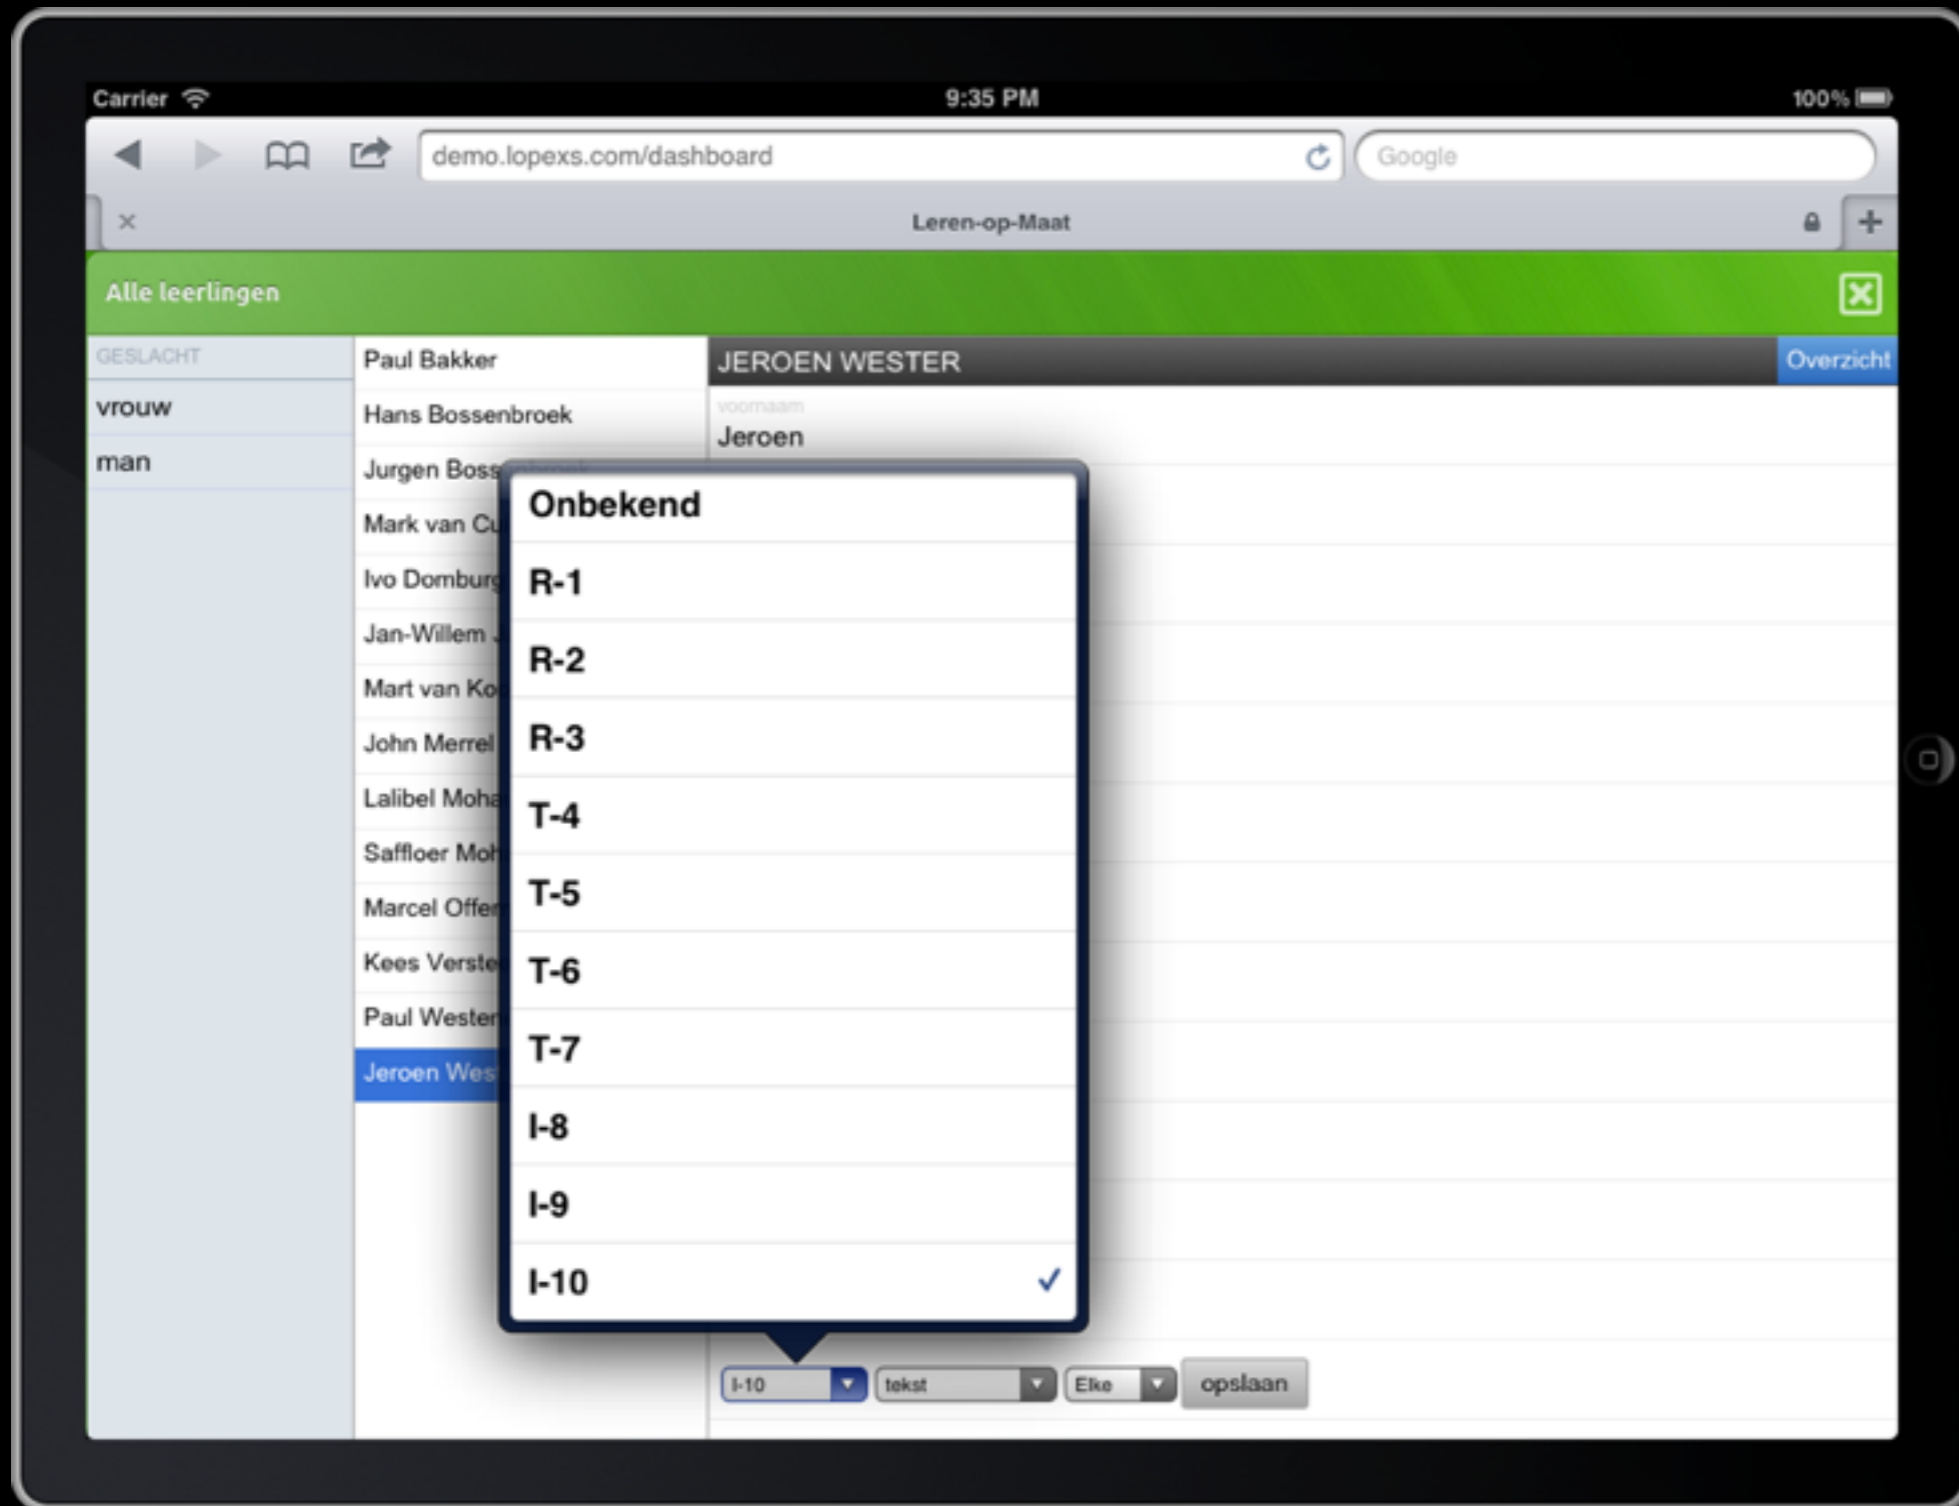 Carrier 9:35 PM 100%
demo.lopexs.com/dashboard Google
Leren-op-Maat
Alle leerlingen
GESLACHT
vrouw
man
Paul Bakker
Hans Bossenbroek
Jurgen Bossenbroek
Mark van Cu
Ivo Domburg
Jan-Willem
Mart van Ko
John Merrel
Lalibel Moha
Saffloer Moh
Marcel Offer
Kees Verste
Paul Wester
Jeroen Wes
JEROEN WESTER Overzicht
voornaam
Jeroen
Onbekend
R-1
R-2
R-3
T-4
T-5
T-6
T-7
I-8
I-9
I-10
I-10 tekst Elke opslaan